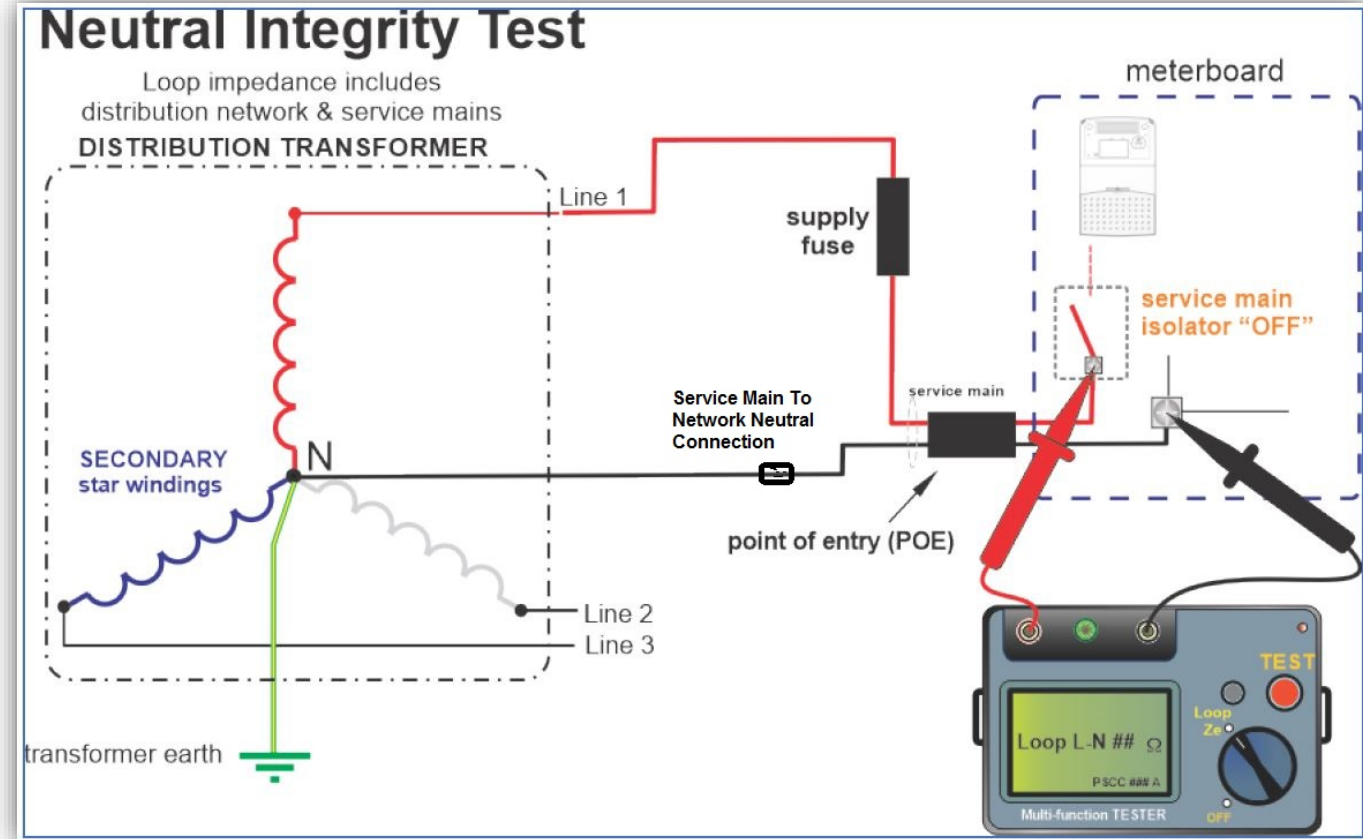 Neutral Integrity Test
Loop impedance includes
distribution network & service mains
DISTRIBUTION TRANSFORMER
meterboard
Line 1
supply
fuse
service main
isolator “OFF”
Service Main To
Network Neutral
Connection
service main
N
SECONDARY
star windings
point of entry (POE)
Line 2
Line 3
transformer earth
TEST
Loop
Ze
Loop L-N ## Ω
PSCC ### A
Multi-function TESTER
OFF